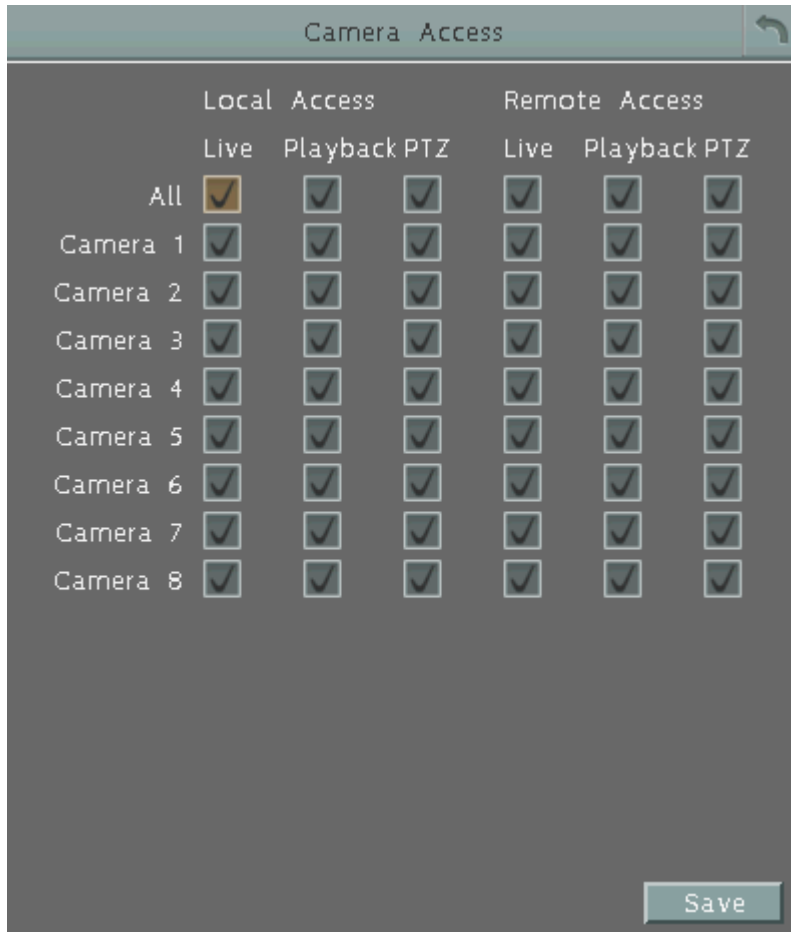 Camera Access
Local Access Remote Access
Live Playback PTZ Live Playback PTZ
All
Camera 1
Camera 2
Camera 3
Camera 4
Camera 5
Camera 6
Camera 7
Camera 8
Save